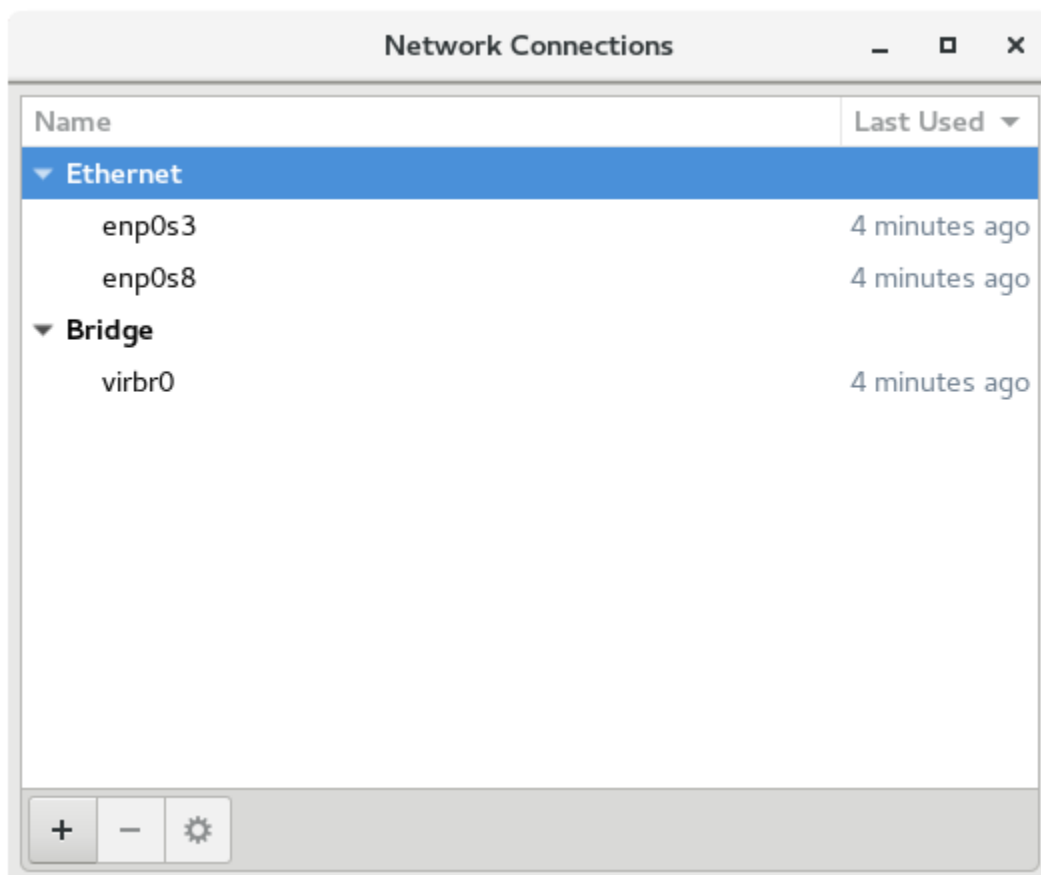 Network Connections
Name Last Used
Ethernet
enp0s3 4 minutes ago
enp0s8 4 minutes ago
Bridge
virbr0 4 minutes ago